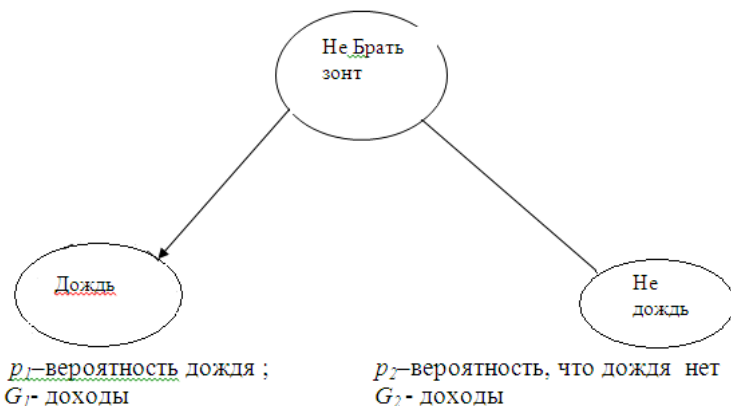 Не Брать
зонт
Дождь
Не
дождь
p1–вероятность дождя ;
G1- доходы
p2–вероятность, что дождя нет
G2 - доходы